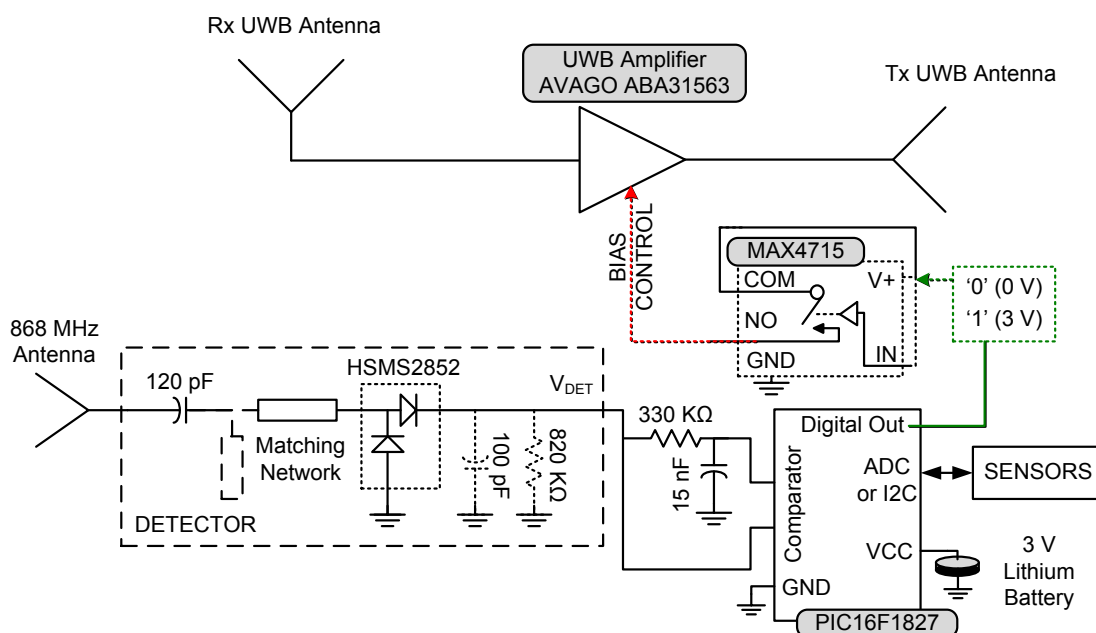 Rx UWB Antenna
UWB Amplifier
AVAGO ABA31563
Tx UWB Antenna
BIAS
CONTROL
MAX4715
COM
V+
NO
GND
IN
‘0’ (0 V)
‘1’ (3 V)
868 MHz
Antenna
120 pF
HSMS2852
VDET
Matching
Network
100 pF
820 KΩ
DETECTOR
330 KΩ
15 nF
Digital Out
Comparator
ADC
or I2C
SENSORS
VCC
GND
3 V
Lithium
Battery
PIC16F1827